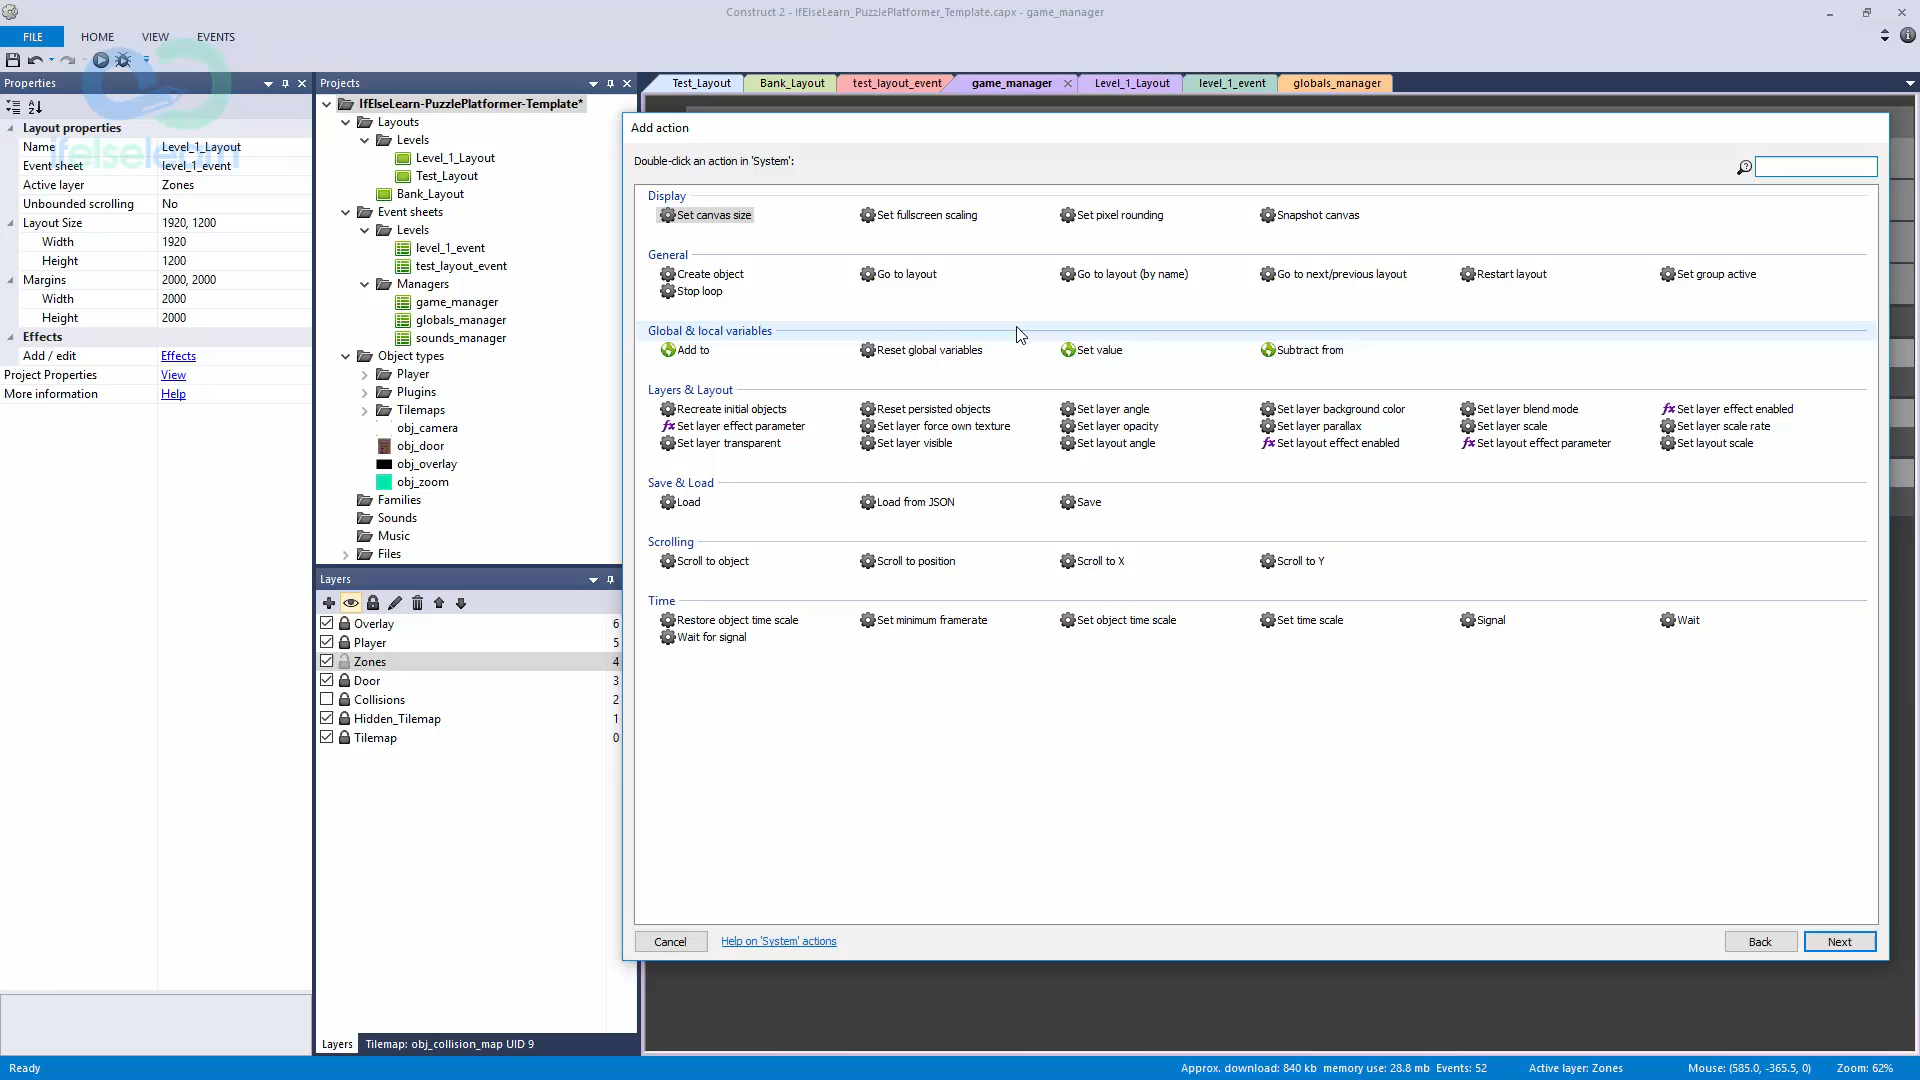 Construct 2 - IfElseLearn_PuzzlePlatformer_Template.capx - game_manager
FILE HOME VIEW EVENTS
Properties
Layout properties
Name Level_1_Layout
Event sheet level_1_event
Active layer Zones
Unbounded scrolling No
Layout Size 1920, 1200
Width 1920
Height 1200
Margins 2000, 2000
Width 2000
Height 2000
Effects
Add / edit Effects
Project Properties View
More information Help
ifelselearn
Projects
IfElseLearn-PuzzlePlatformer-Template*
Layouts
Levels
Level_1_Layout
Test_Layout
Bank_Layout
Event sheets
Levels
level_1_event
test_layout_event
Managers
game_manager
globals_manager
sounds_manager
Object types
Player
Plugins
Tilemaps
obj_camera
obj_door
obj_overlay
obj_zoom
Families
Sounds
Music
Files
Layers
Overlay 6
Player 5
Zones 4
Door 3
Collisions 2
Hidden_Tilemap 1
Tilemap 0
Layers Tilemap: obj_collision_map UID 9
Test_Layout Bank_Layout test_layout_event game_manager Level_1_Layout level_1_event globals_manager
Add action
Double-click an action in 'System':
Display
Set canvas size Set fullscreen scaling Set pixel rounding Snapshot canvas
General
Create object Go to layout Go to layout (by name) Go to next/previous layout Restart layout Set group active
Stop loop
Global & local variables
Add to Reset global variables Set value Subtract from
Layers & Layout
Recreate initial objects Reset persisted objects Set layer angle Set layer background color Set layer blend mode Set layer effect enabled
Set layer effect parameter Set layer force own texture Set layer opacity Set layer parallax Set layer scale Set layer scale rate
Set layer transparent Set layer visible Set layout angle Set layout effect enabled Set layout effect parameter Set layout scale
Save & Load
Load Load from JSON Save
Scrolling
Scroll to object Scroll to position Scroll to X Scroll to Y
Time
Restore object time scale Set minimum framerate Set object time scale Set time scale Signal Wait
Wait for signal
Cancel Help on 'System' actions Back Next
Ready Approx. download: 840 kb memory use: 28.8 mb Events: 52 Active layer: Zones Mouse: (585.0, -365.5, 0) Zoom: 62%